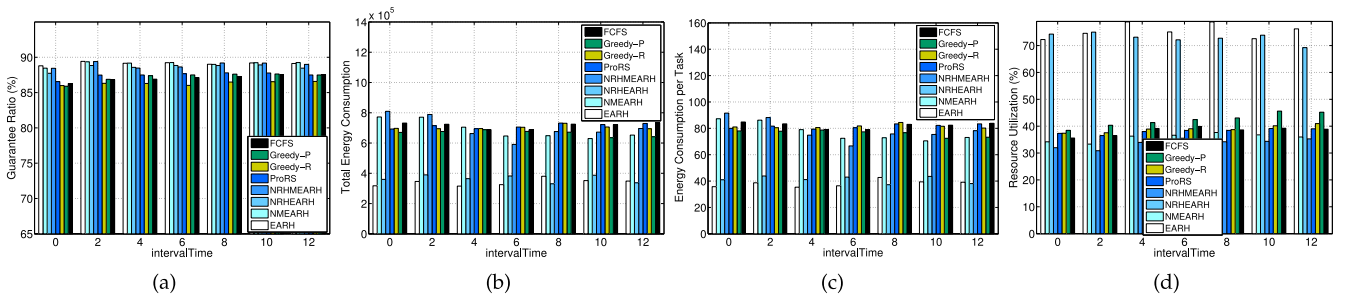 Guarantee Ratio (%)
90
85
80
75
70
65
0 2 4 6 8 10 12
intervalTime
FCFS
Greedy–P
Greedy–R
ProRS
NRHMEARH
NRHEARH
NMEARH
EARH
(a)
Total Energy Consumption
14 x 10^5
12
10
8
6
4
2
0
0 2 4 6 8 10 12
intervalTime
FCFS
Greedy–P
Greedy–R
ProRS
NRHMEARH
NRHEARH
NMEARH
EARH
(b)
Energy Consumption per Task
160
140
120
100
80
60
40
20
0
0 2 4 6 8 10 12
intervalTime
FCFS
Greedy–P
Greedy–R
ProRS
NRHMEARH
NRHEARH
NMEARH
EARH
(c)
Resource Utilization (%)
70
60
50
40
30
20
10
0
0 2 4 6 8 10 12
intervalTime
FCFS
Greedy–P
Greedy–R
ProRS
NRHMEARH
NRHEARH
NMEARH
EARH
(d)